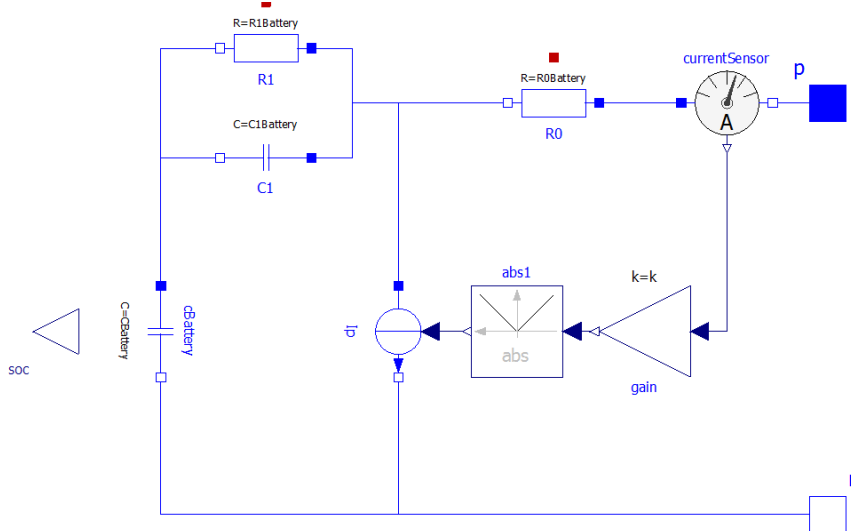 R=R1Battery
R1
currentSensor
p
R=R0Battery
A
C=C1Battery
R0
C1
abs1
k=k
C=CBattery
cBattery
Ip
abs
soc
gain